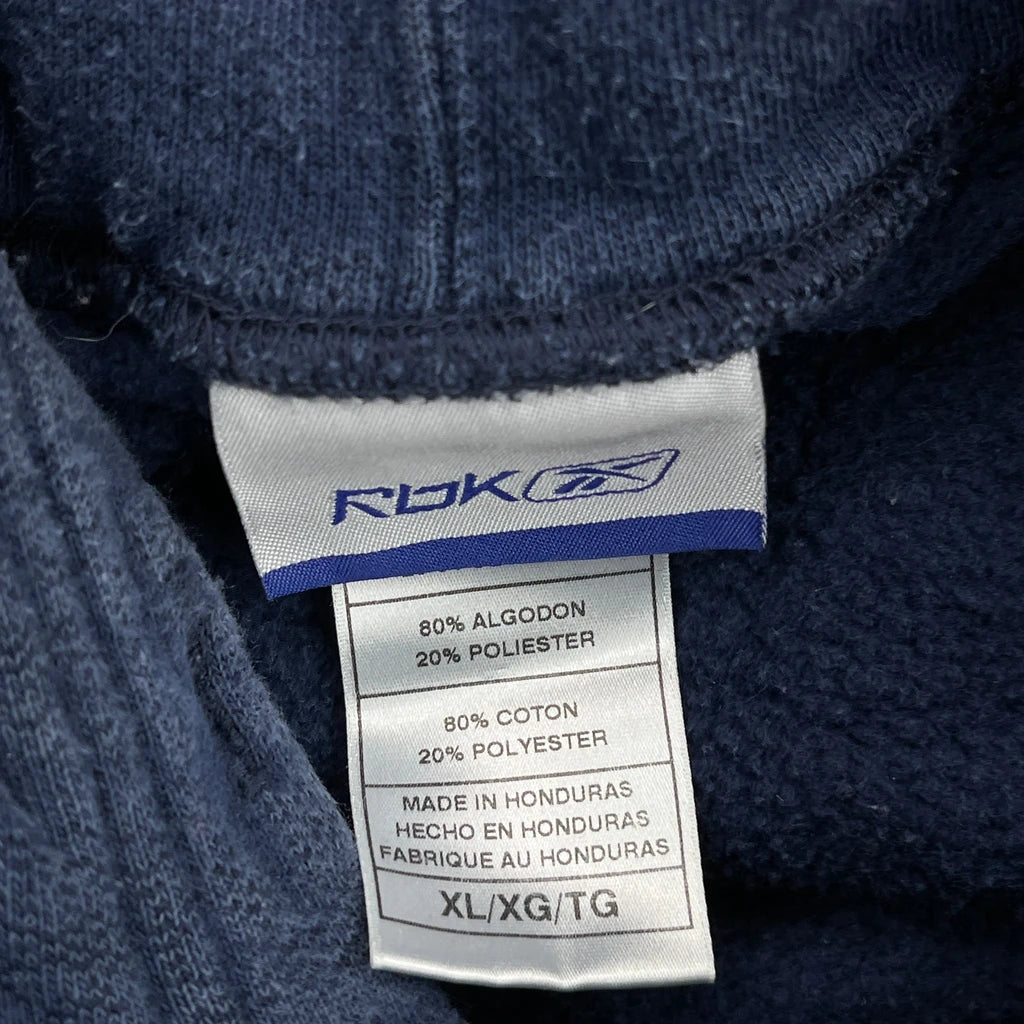 RBK
80% ALGODON
20% POLIESTER
80% COTON
20% POLYESTER
MADE IN HONDURAS
HECHO EN HONDURAS
FABRIQUE AU HONDURAS
XL/XG/TG